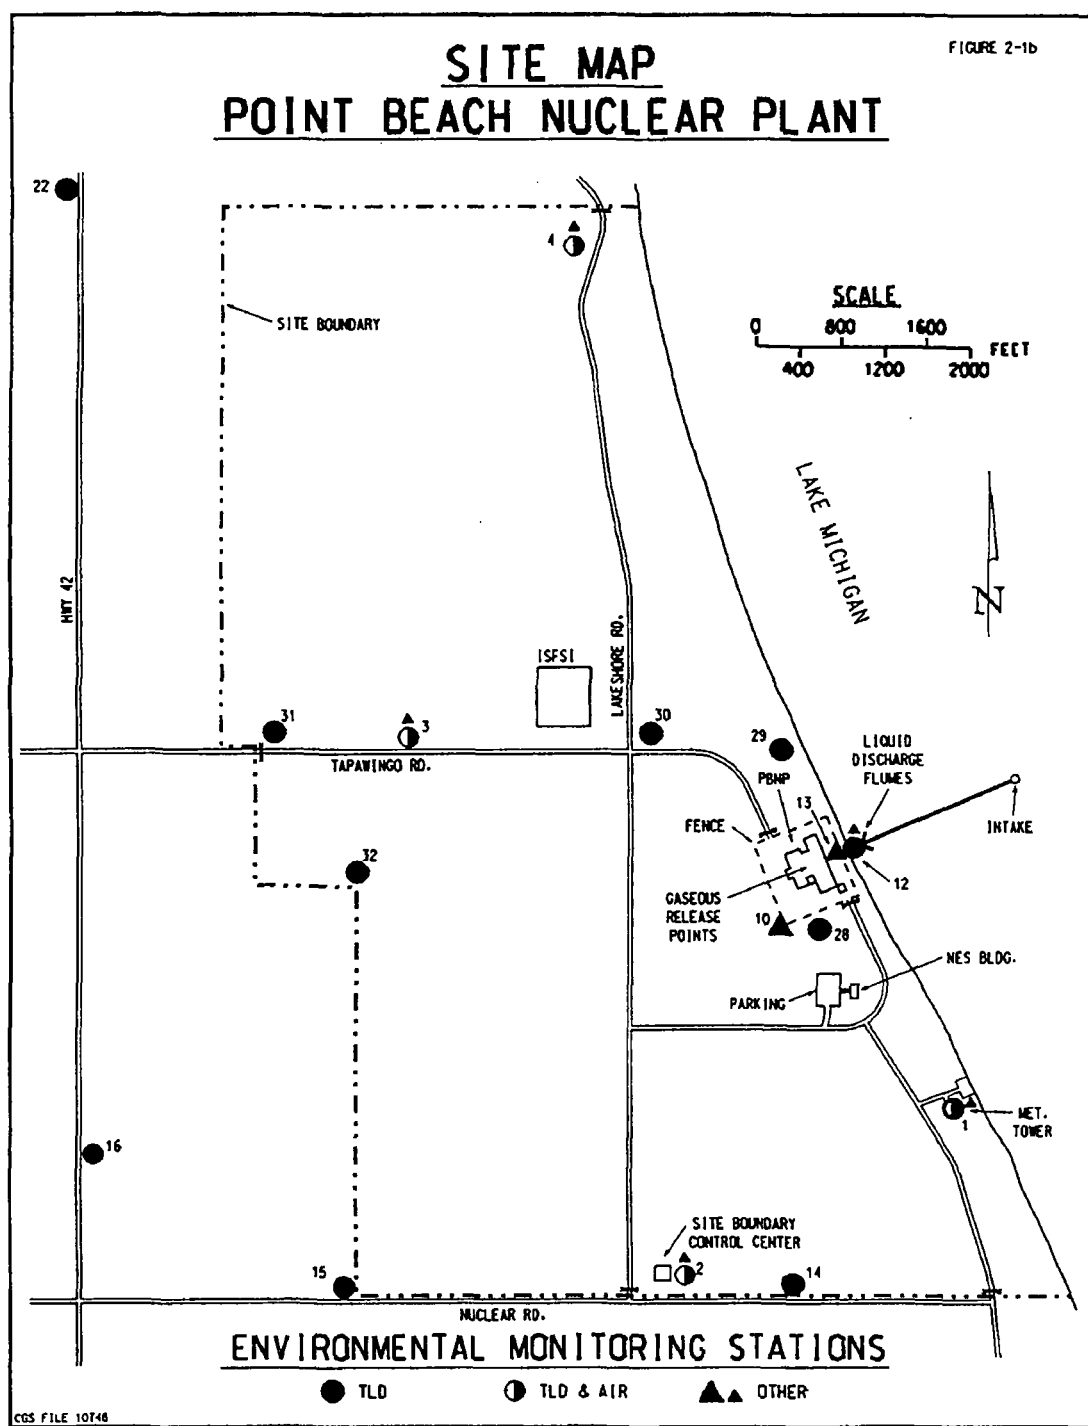 FIGURE 2-1b
SITE MAP
POINT BEACH NUCLEAR PLANT
22
4
SITE BOUNDARY
SCALE
0 800 1600
FEET
400 1200 2000
LAKE MICHIGAN
N
HWY 42
LAKESHORE RD.
ISFSI
31
3
30
29
TAPAWINGO RD.
PBNP
LIQUID
DISCHARGE
FLUMES
13
FENCE
INTAKE
32
12
GASEOUS
RELEASE
POINTS
10
28
NES BLDG.
PARKING
1
MET.
TOWER
16
SITE BOUNDARY
CONTROL CENTER
15
2
14
NUCLEAR RD.
ENVIRONMENTAL MONITORING STATIONS
TLD
TLD & AIR
OTHER
CGS FILE 10746